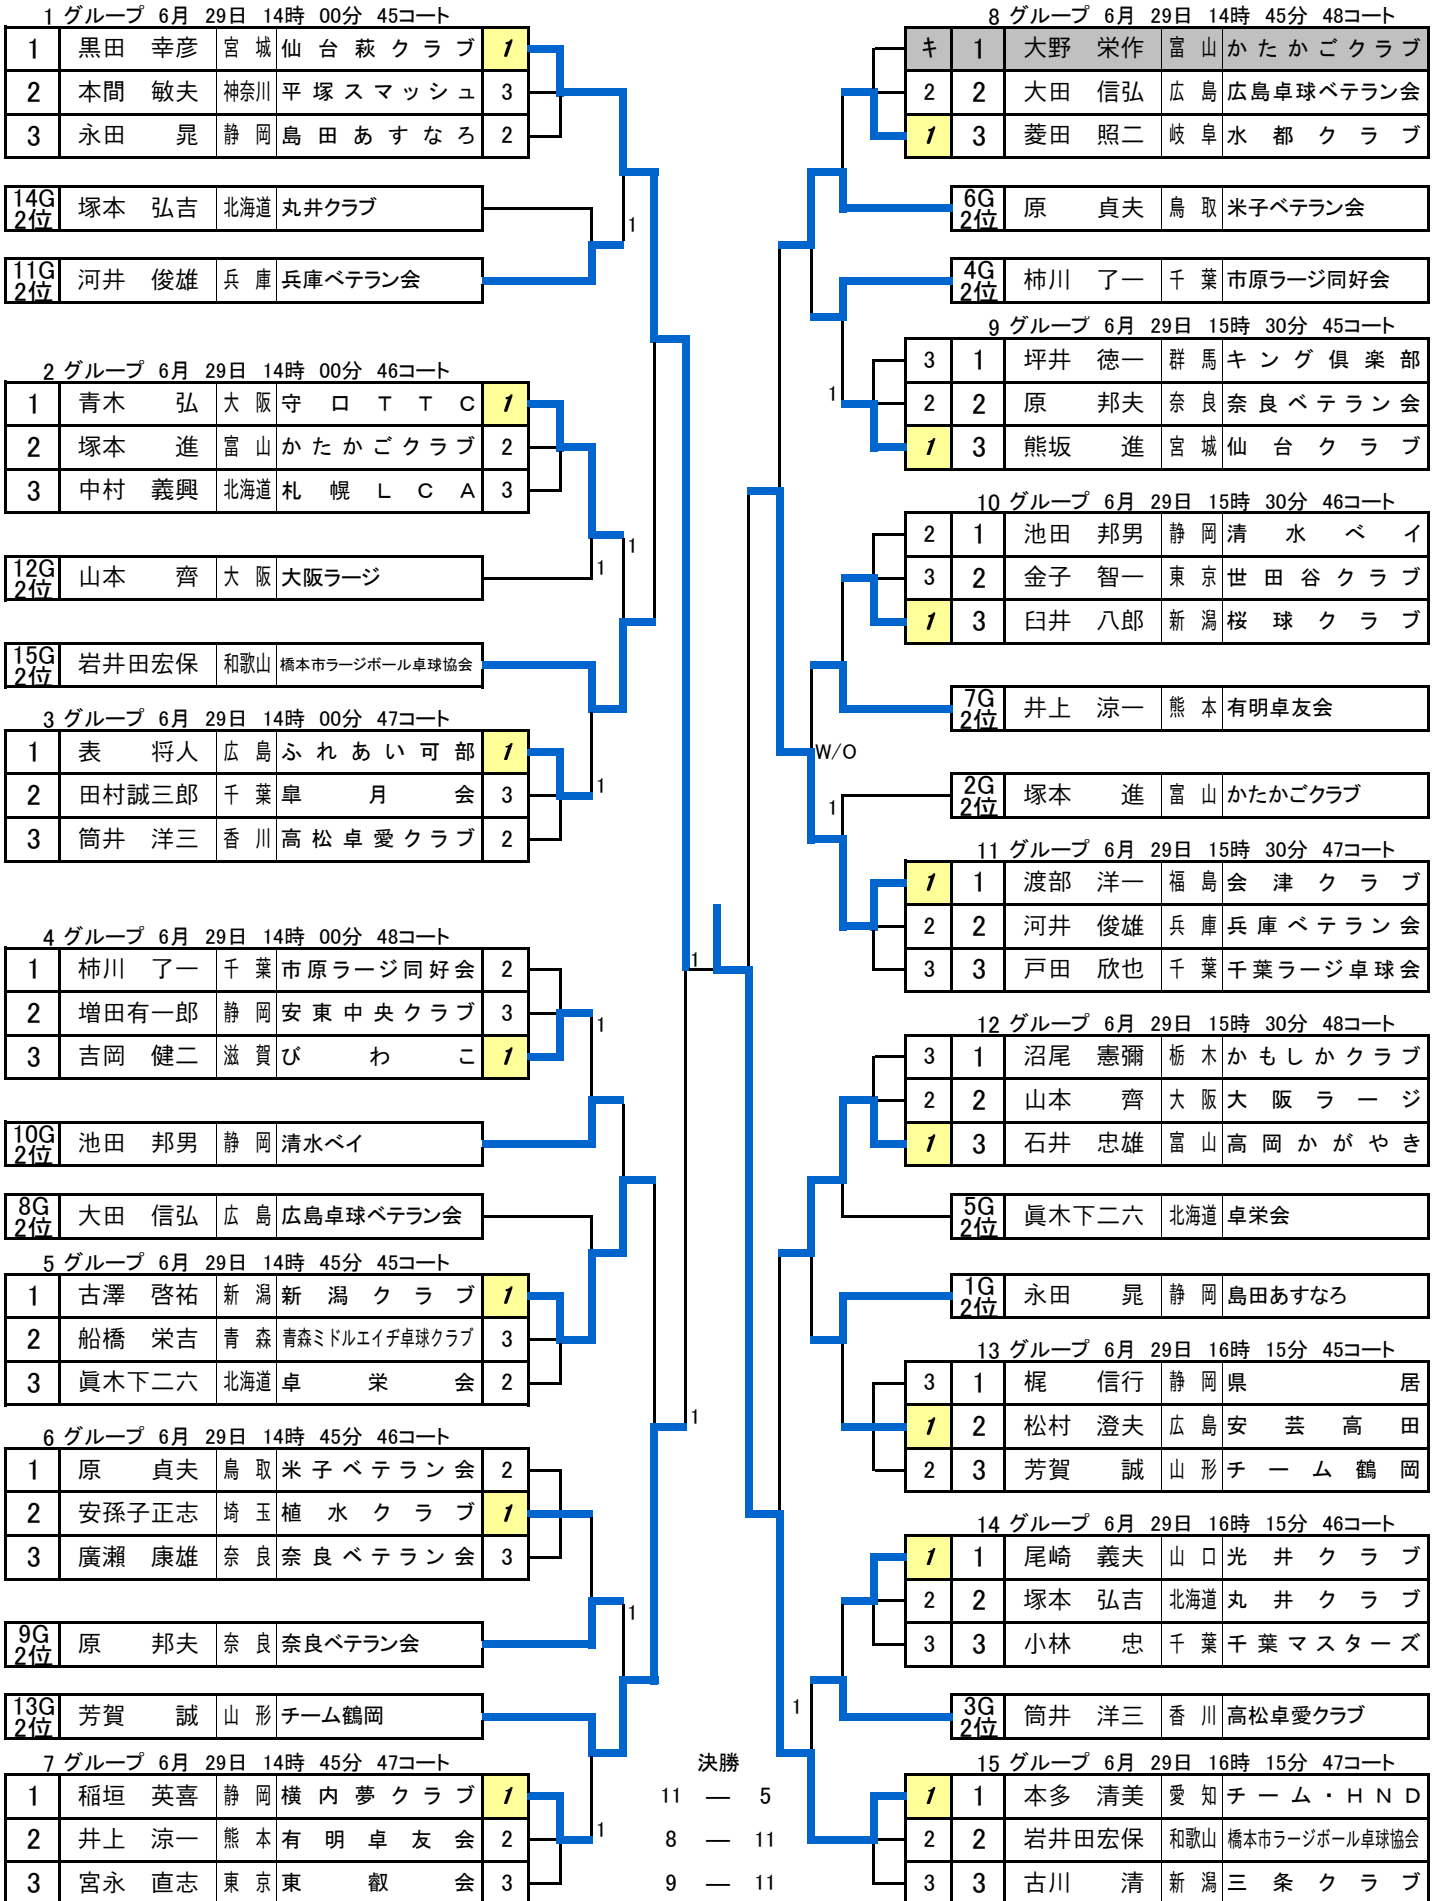 1 グループ 6月 29日 14時 00分 45コート
1 黒田 幸彦 宮城 仙台萩クラブ 1
2 本間 敏夫 神奈川 平塚スマッシュ 3
3 永田 晃 静岡 島田あすなろ 2
14G 2位 塚本 弘吉 北海道 丸井クラブ
1
11G 2位 河井 俊雄 兵庫 兵庫ベテラン会
2 グループ 6月 29日 14時 00分 46コート
1 青木 弘 大阪 守口TTC 1
2 塚本 進 富山 かたかごクラブ 2
3 中村 義興 北海道 札幌LCA 3
1
12G 2位 山本 齊 大阪 大阪ラージ
1
15G 2位 岩井田宏保 和歌山 橋本市ラージボール卓球協会
3 グループ 6月 29日 14時 00分 47コート
1 表 将人 広島 ふれあい可部 1
2 田村誠三郎 千葉 皐月会 3
1
3 筒井 洋三 香川 高松卓愛クラブ 2
4 グループ 6月 29日 14時 00分 48コート
1
1 柿川 了一 千葉 市原ラージ同好会 2
2 増田有一郎 静岡 安東中央クラブ 3
1
3 吉岡 健二 滋賀 びわこ 1
10G 2位 池田 邦男 静岡 清水ベイ
8G 2位 大田 信弘 広島 広島卓球ベテラン会
5 グループ 6月 29日 14時 45分 45コート
1 古澤 啓祐 新潟 新潟クラブ 1
2 船橋 栄吉 青森 青森ミドルエイヂ卓球クラブ 3
3 眞木下二六 北海道 卓栄会 2
1
6 グループ 6月 29日 14時 45分 46コート
1 原 貞夫 鳥取 米子ベテラン会 2
2 安孫子正志 埼玉 植水クラブ 1
3 廣瀬 康雄 奈良 奈良ベテラン会 3
1
9G 2位 原 邦夫 奈良 奈良ベテラン会
13G 2位 芳賀 誠 山形 チーム鶴岡
7 グループ 6月 29日 14時 45分 47コート
1 稲垣 英喜 静岡 横内夢クラブ 1
2 井上 涼一 熊本 有明卓友会 2
1
3 宮永 直志 東京 東叡会 3
決勝
11 ― 5
8 ― 11
9 ― 11
8 グループ 6月 29日 14時 45分 48コート
キ 1 大野 栄作 富山 かたかごクラブ
2 2 大田 信弘 広島 広島卓球ベテラン会
1 3 菱田 照二 岐阜 水都クラブ
6G 2位 原 貞夫 鳥取 米子ベテラン会
4G 2位 柿川 了一 千葉 市原ラージ同好会
9 グループ 6月 29日 15時 30分 45コート
3 1 坪井 徳一 群馬 キング倶楽部
1
2 2 原 邦夫 奈良 奈良ベテラン会
1 3 熊坂 進 宮城 仙台クラブ
10 グループ 6月 29日 15時 30分 46コート
2 1 池田 邦男 静岡 清水ベイ
3 2 金子 智一 東京 世田谷クラブ
1 3 臼井 八郎 新潟 桜球クラブ
7G 2位 井上 涼一 熊本 有明卓友会
W/O
2G 2位 塚本 進 富山 かたかごクラブ
1
11 グループ 6月 29日 15時 30分 47コート
1 1 渡部 洋一 福島 会津クラブ
2 2 河井 俊雄 兵庫 兵庫ベテラン会
3 3 戸田 欣也 千葉 千葉ラージ卓球会
12 グループ 6月 29日 15時 30分 48コート
3 1 沼尾 憲彌 栃木 かもしかクラブ
2 2 山本 齊 大阪 大阪ラージ
1 3 石井 忠雄 富山 高岡かがやき
5G 2位 眞木下二六 北海道 卓栄会
1G 2位 永田 晃 静岡 島田あすなろ
13 グループ 6月 29日 16時 15分 45コート
3 1 梶 信行 静岡 県居
1 2 松村 澄夫 広島 安芸高田
2 3 芳賀 誠 山形 チーム鶴岡
14 グループ 6月 29日 16時 15分 46コート
1 1 尾崎 義夫 山口 光井クラブ
2 2 塚本 弘吉 北海道 丸井クラブ
3 3 小林 忠 千葉 千葉マスターズ
1
3G 2位 筒井 洋三 香川 高松卓愛クラブ
15 グループ 6月 29日 16時 15分 47コート
1 1 本多 清美 愛知 チーム・HND
2 2 岩井田宏保 和歌山 橋本市ラージボール卓球協会
3 3 古川 清 新潟 三条クラブ